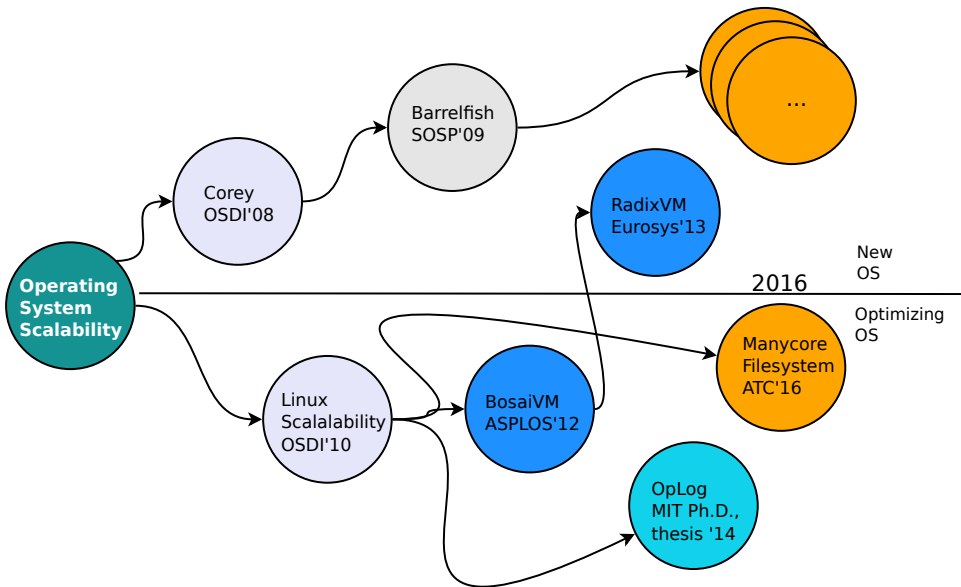 ...
Barrelfish
SOSP'09
Corey
OSDI'08
RadixVM
Eurosys'13
New
OS
Operating
System
Scalability
2016
Optimizing
OS
Manycore
Filesystem
ATC'16
Linux
Scalalability
OSDI'10
BosaiVM
ASPLOS'12
OpLog
MIT Ph.D.,
thesis '14